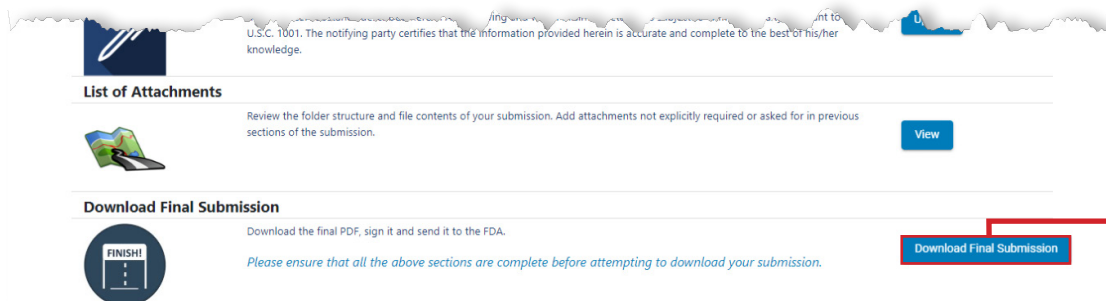 U.S.C. 1001. The notifying party certifies that the information provided herein is accurate and complete to the best of his/her
knowledge.
List of Attachments
Review the folder structure and file contents of your submission. Add attachments not explicitly required or asked for in previous
sections of the submission.
View
Download Final Submission
Download the final PDF, sign it and send it to the FDA.
FINISH!
Download Final Submission
Please ensure that all the above sections are complete before attempting to download your submission.